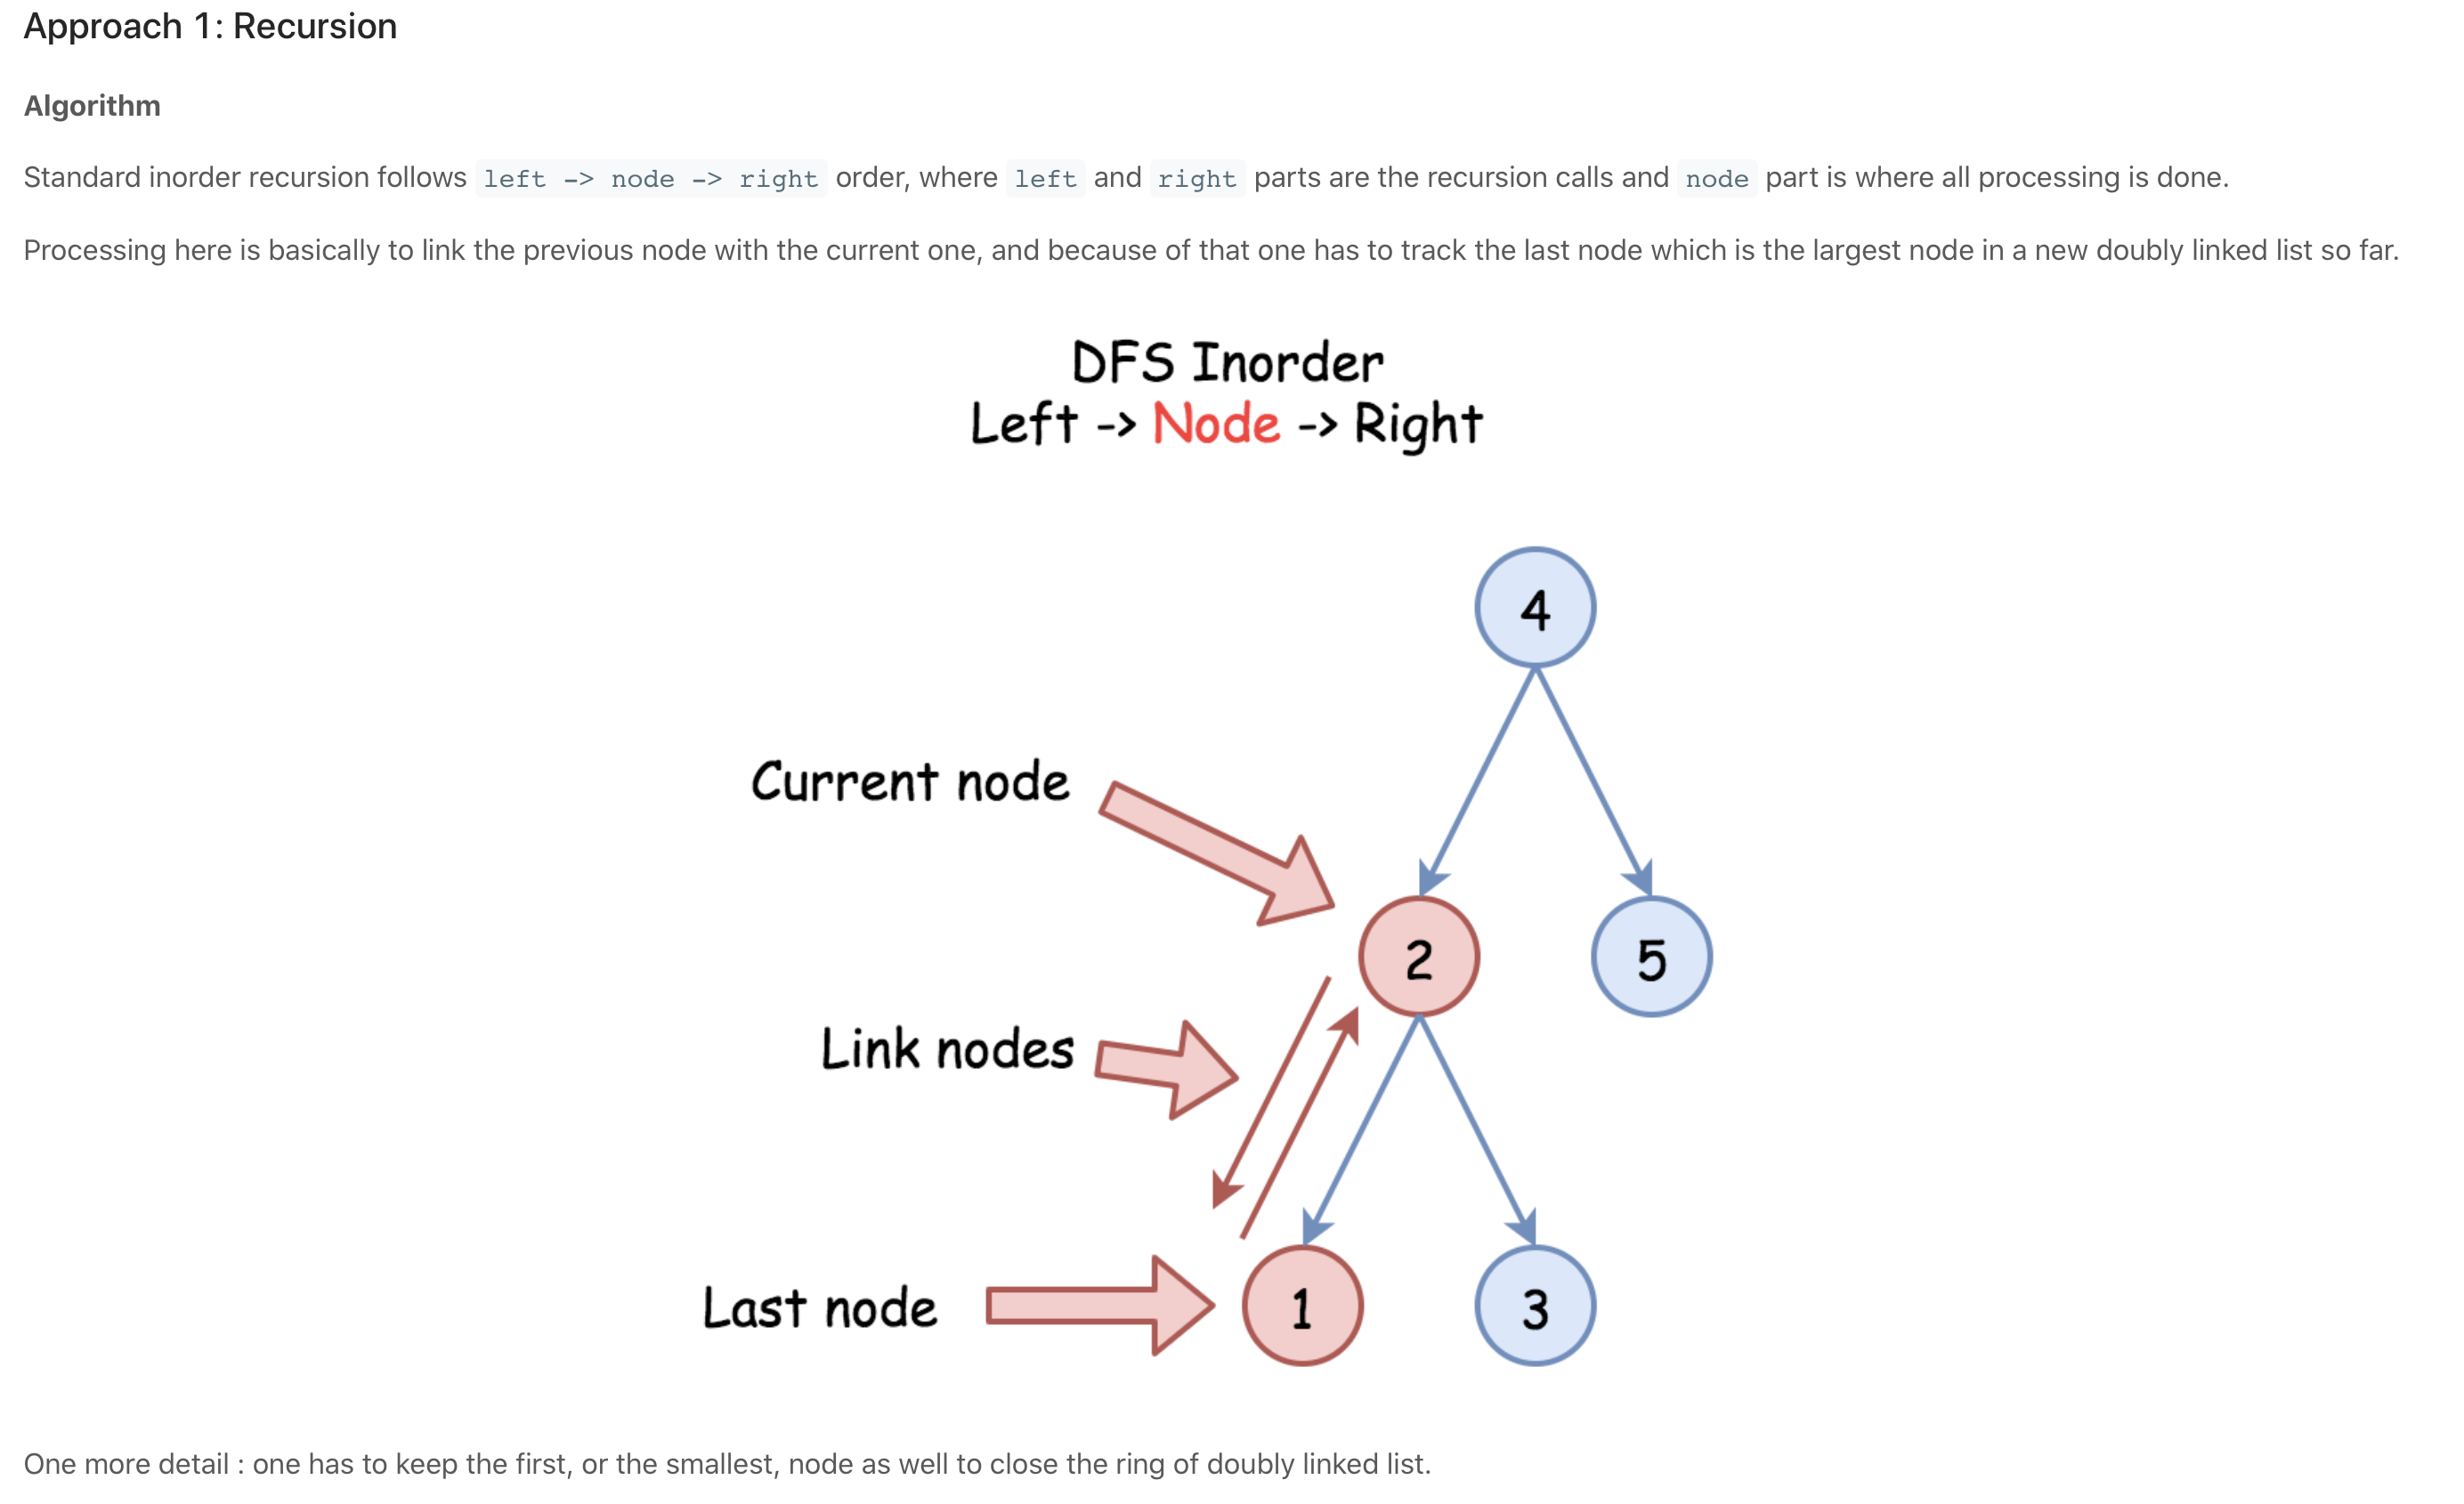 Approach 1: Recursion
Algorithm
Standard inorder recursion follows left -> node -> right order, where left and right parts are the recursion calls and node part is where all processing is done.
Processing here is basically to link the previous node with the current one, and because of that one has to track the last node which is the largest node in a new doubly linked list so far.
DFS Inorder
Left -> Node -> Right
4
Current node
2
5
Link nodes
Last node
1
3
One more detail : one has to keep the first, or the smallest, node as well to close the ring of doubly linked list.